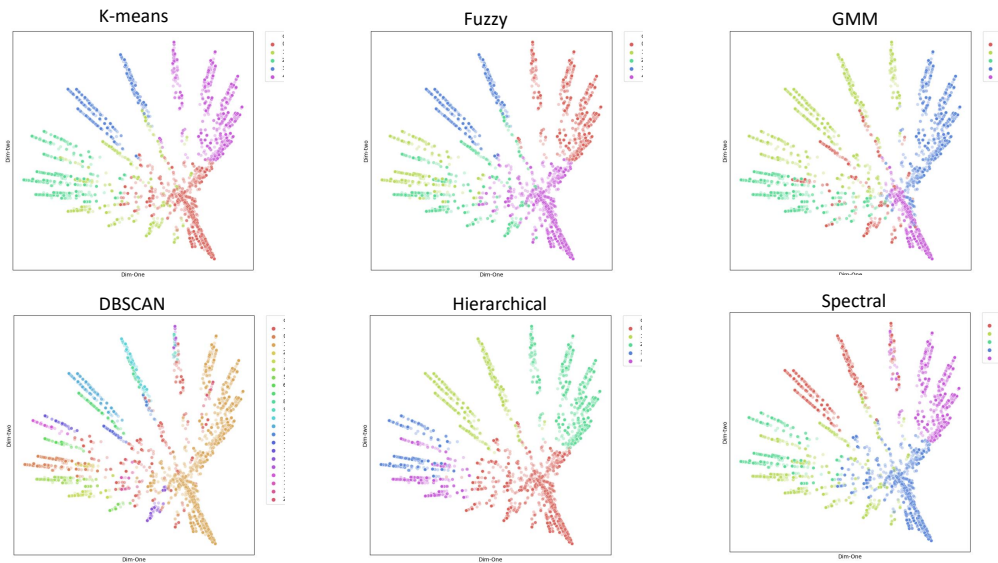 K-means
Fuzzy
GMM
Dim-two
Dim-two
Dim-two
Dim-One
Dim-One
Dim-One
DBSCAN
Hierarchical
Spectral
Dim-two
Dim-two
Dim-two
Dim-One
Dim-One
Dim-One